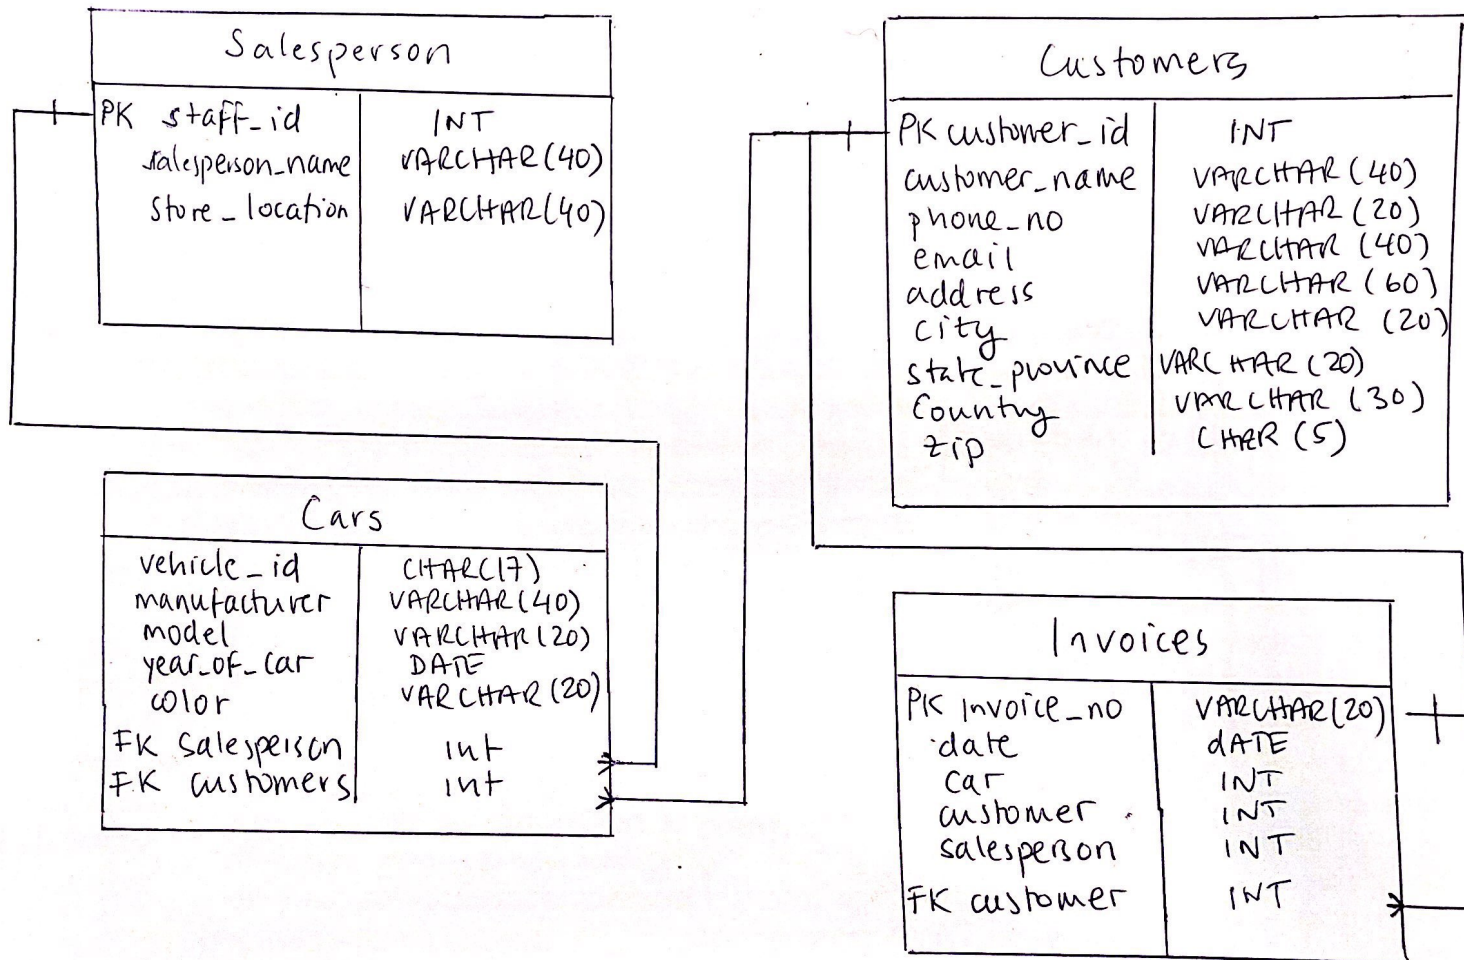 Salesperson
PK staff_id INT
salesperson_name VARCHAR(40)
store_location VARCHAR(40)
Customers
PK customer_id INT
customer_name VARCHAR (40)
phone_no VARCHAR (20)
email VARCHAR (40)
address VARCHAR (60)
city VARCHAR (20)
state_province VARCHAR (20)
Country VARCHAR (30)
zip CHAR (5)
Cars
vehicle_id CHAR(17)
manufacturer VARCHAR(40)
model VARCHAR(20)
year_of_car DATE
color VARCHAR(20)
FK Salesperson int
FK customers int
Invoices
PK invoice_no VARCHAR(20)
date dATE
car INT
customer INT
salesperson INT
FK customer INT